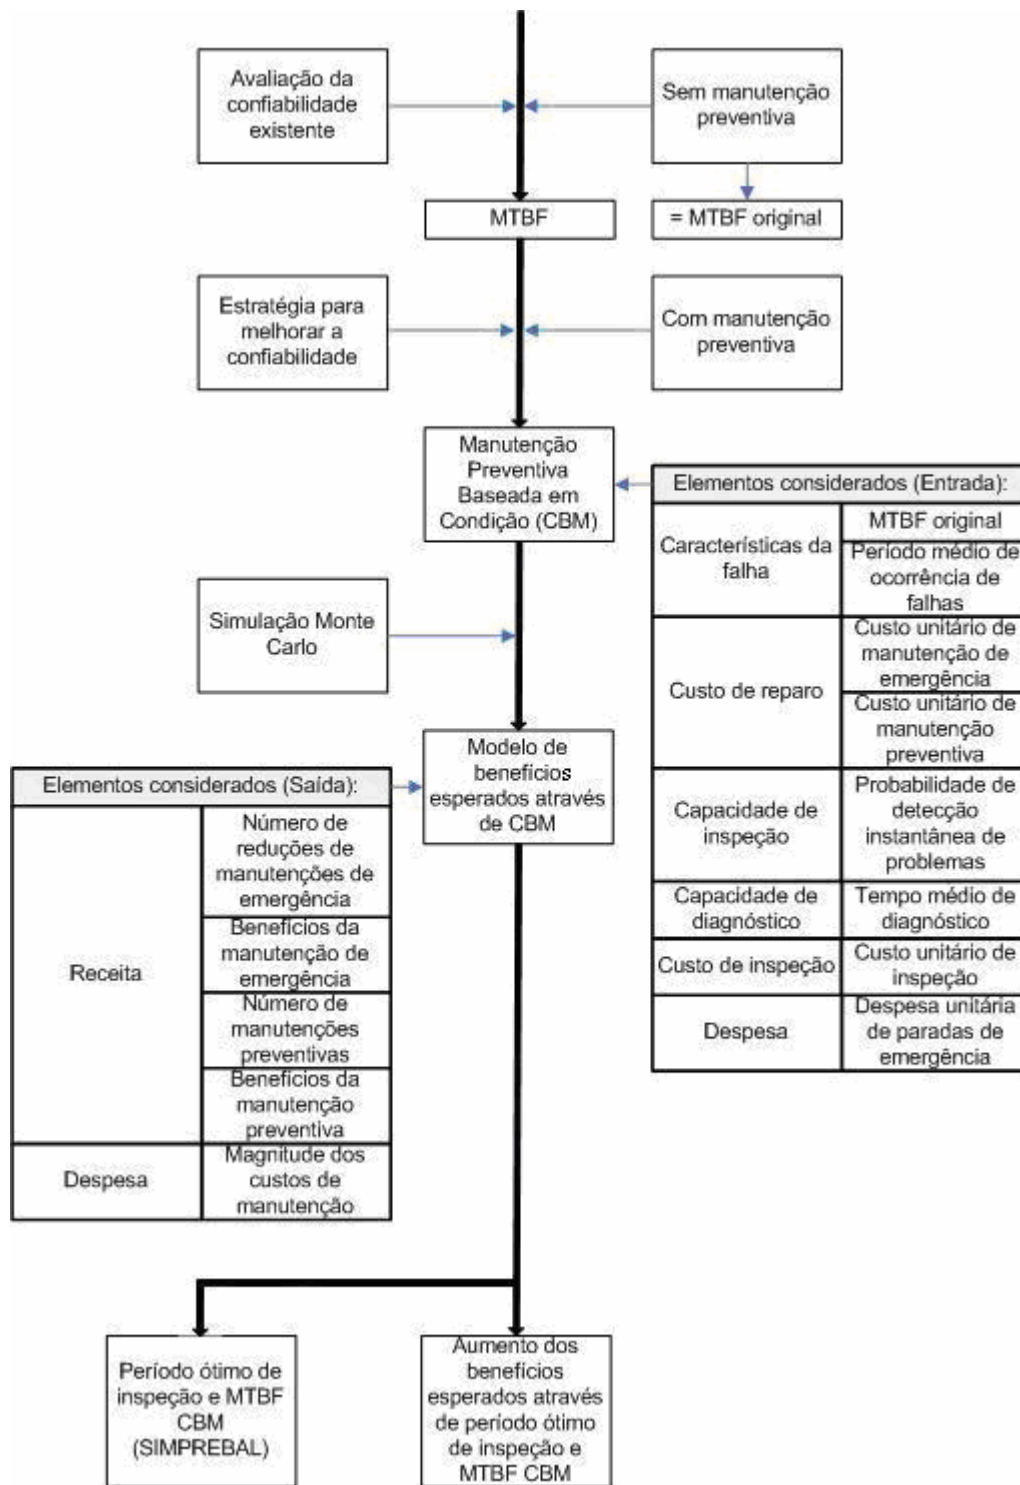 Avaliação da
confiabilidade
existente
Sem manutenção
preventiva
MTBF
= MTBF original
Estratégia para
melhorar a
confiabilidade
Com manutenção
preventiva
Manutenção
Preventiva
Baseada em
Condição (CBM)
Elementos considerados (Entrada):
Características da
falha
MTBF original
Período médio de
ocorrência de
falhas
Custo de reparo
Custo unitário de
manutenção de
emergência
Custo unitário de
manutenção
preventiva
Capacidade de
inspeção
Probabilidade de
detecção
instantânea de
problemas
Capacidade de
diagnóstico
Tempo médio de
diagnóstico
Custo de inspeção
Custo unitário de
inspeção
Despesa
Despesa unitária
de paradas de
emergência
Simulação Monte
Carlo
Modelo de
benefícios
esperados através
de CBM
Elementos considerados (Saída):
Receita
Número de
reduções de
manutenções de
emergência
Benefícios da
manutenção de
emergência
Número de
manutenções
preventivas
Benefícios da
manutenção
preventiva
Despesa
Magnitude dos
custos de
manutenção
Período ótimo de
inspeção e MTBF
CBM
(SIMPREBAL)
Aumento dos
benefícios
esperados através
de período ótimo
de inspeção e
MTBF CBM